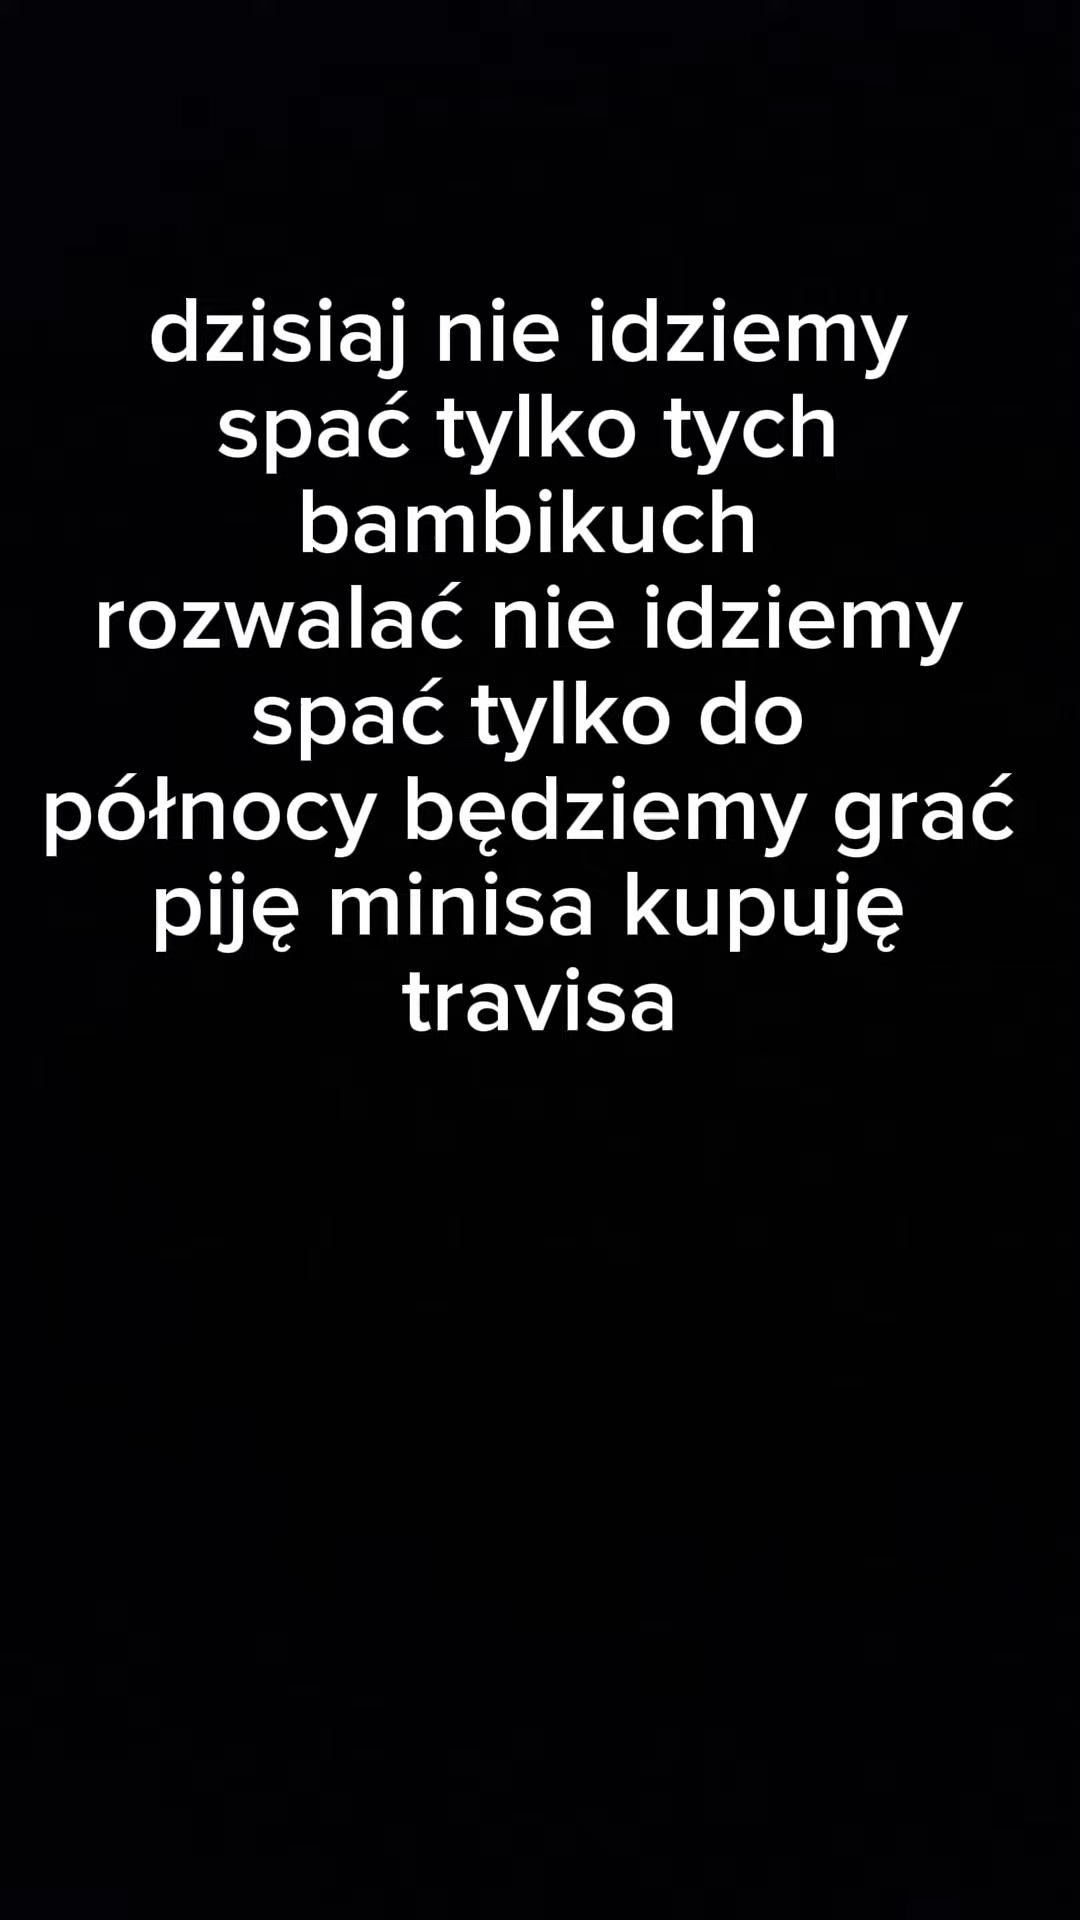 dzisiaj nie idziemy
spać tylko tych
bambikuch
rozwalać nie idziemy
spać tylko do
północy będziemy grać
piję minisa kupuję
travisa